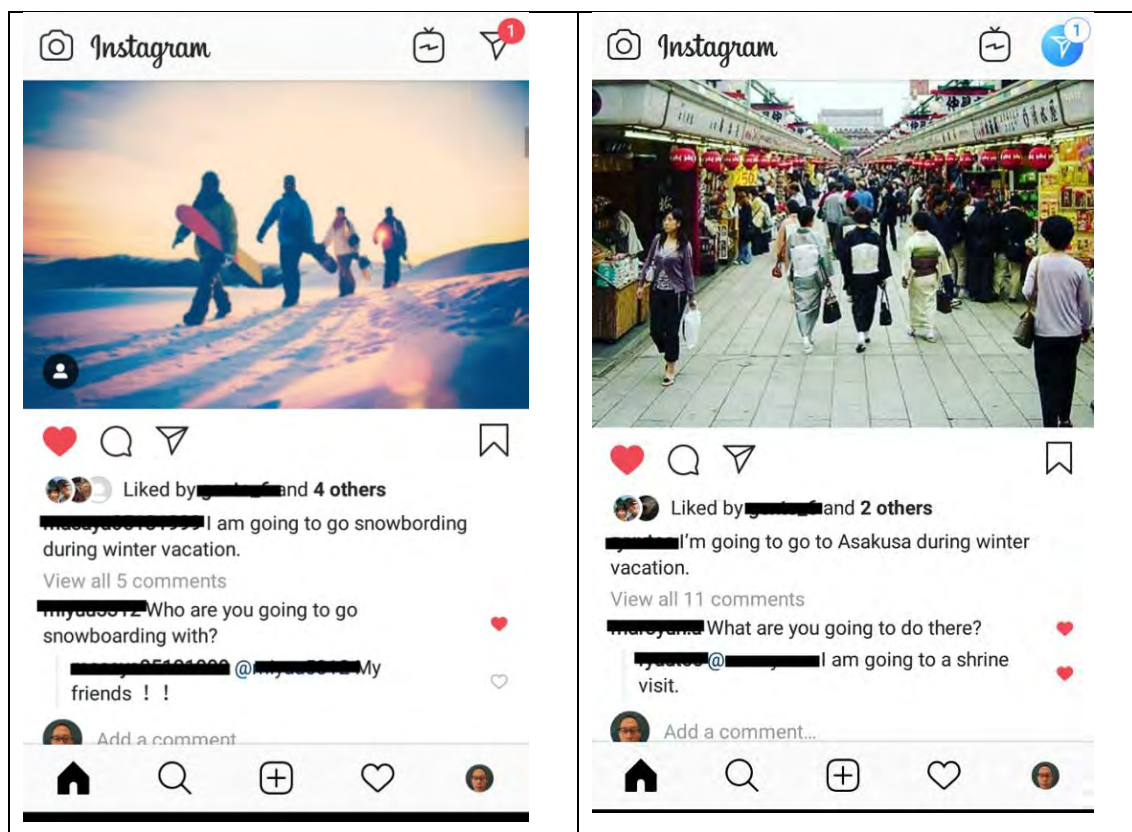 Instagram
1
Liked by and 4 others
I am going to go snowbording
during winter vacation.
View all 5 comments
Who are you going to go
snowboarding with?
@ My
friends ！！
Add a comment
Instagram
1
Liked by and 2 others
I'm going to go to Asakusa during winter
vacation.
View all 11 comments
What are you going to do there?
@ I am going to a shrine
visit.
Add a comment...